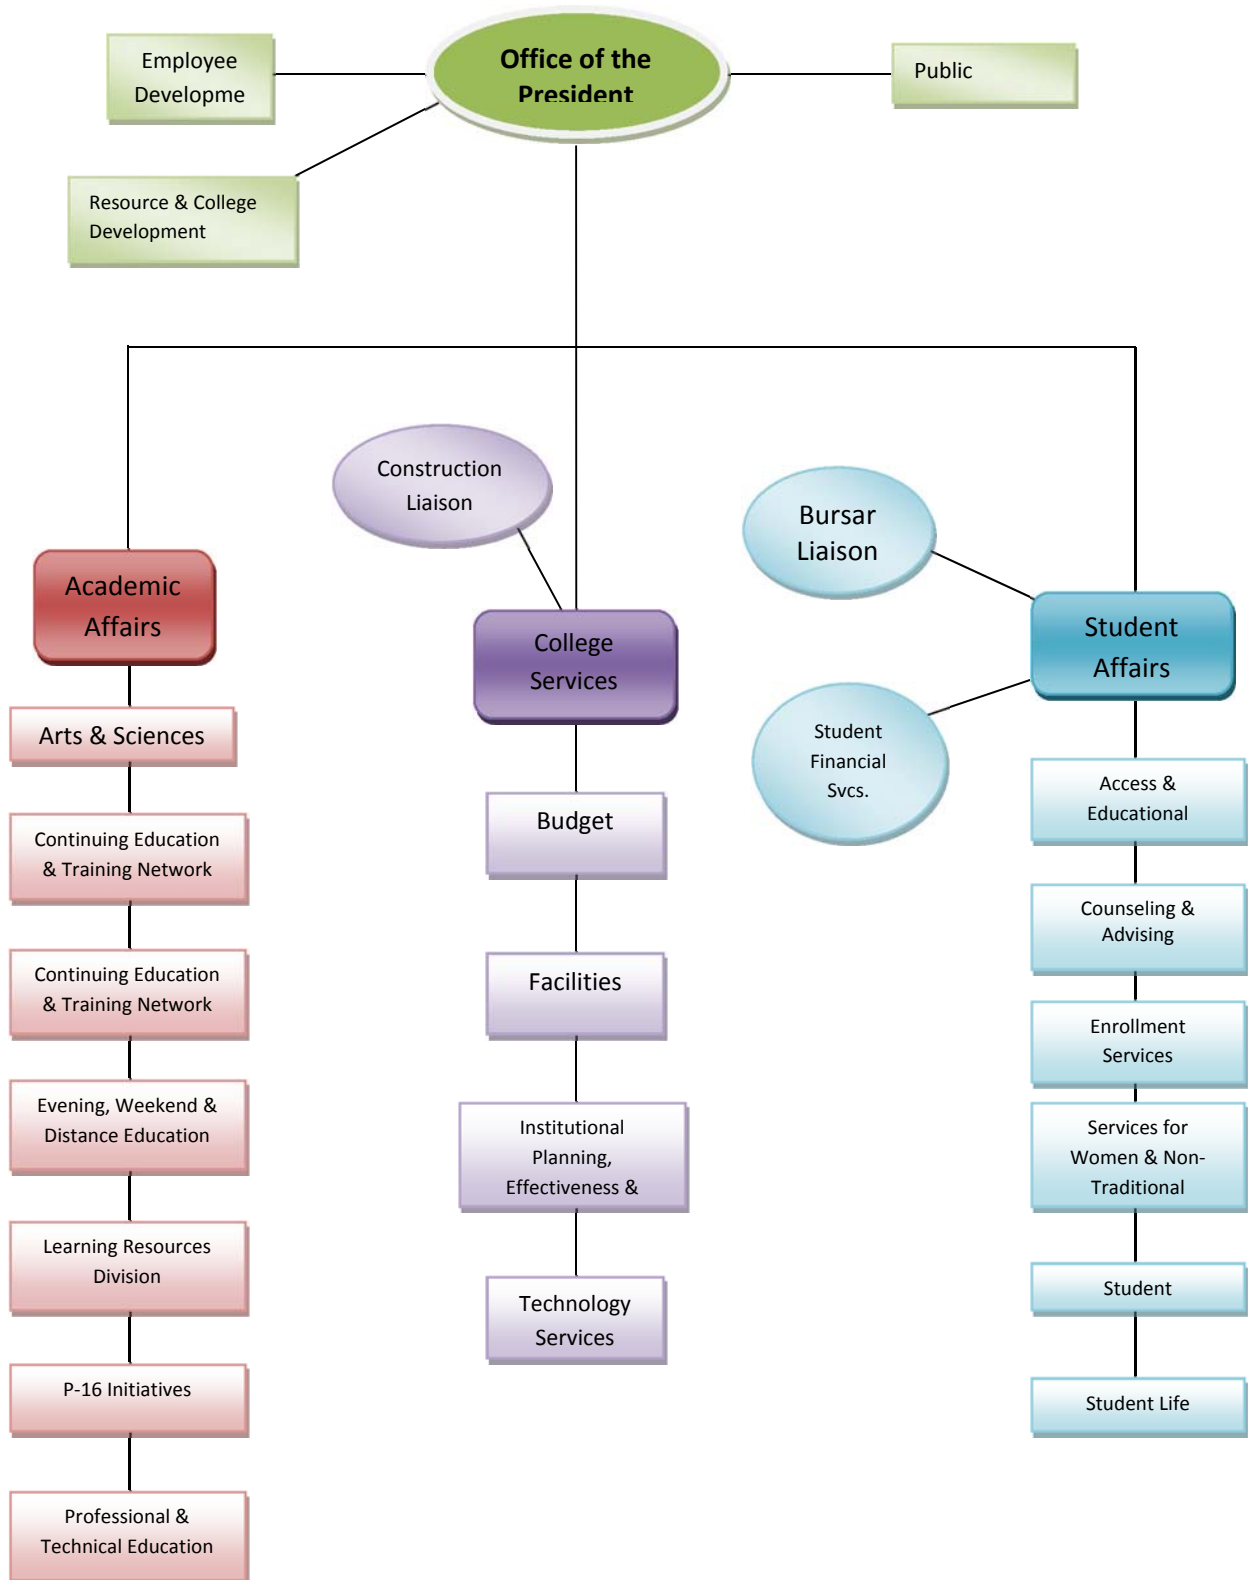 Employee
Developme
Office of the
President
Public
Resource & College
Development
Construction
Liaison
Bursar
Liaison
Academic
Affairs
College
Services
Student
Affairs
Student
Financial
Svcs.
Arts & Sciences
Continuing Education
& Training Network
Continuing Education
& Training Network
Evening, Weekend &
Distance Education
Learning Resources
Division
P-16 Initiatives
Professional &
Technical Education
Budget
Facilities
Institutional
Planning,
Effectiveness &
Technology
Services
Access &
Educational
Counseling &
Advising
Enrollment
Services
Services for
Women & Non-
Traditional
Student
Student Life